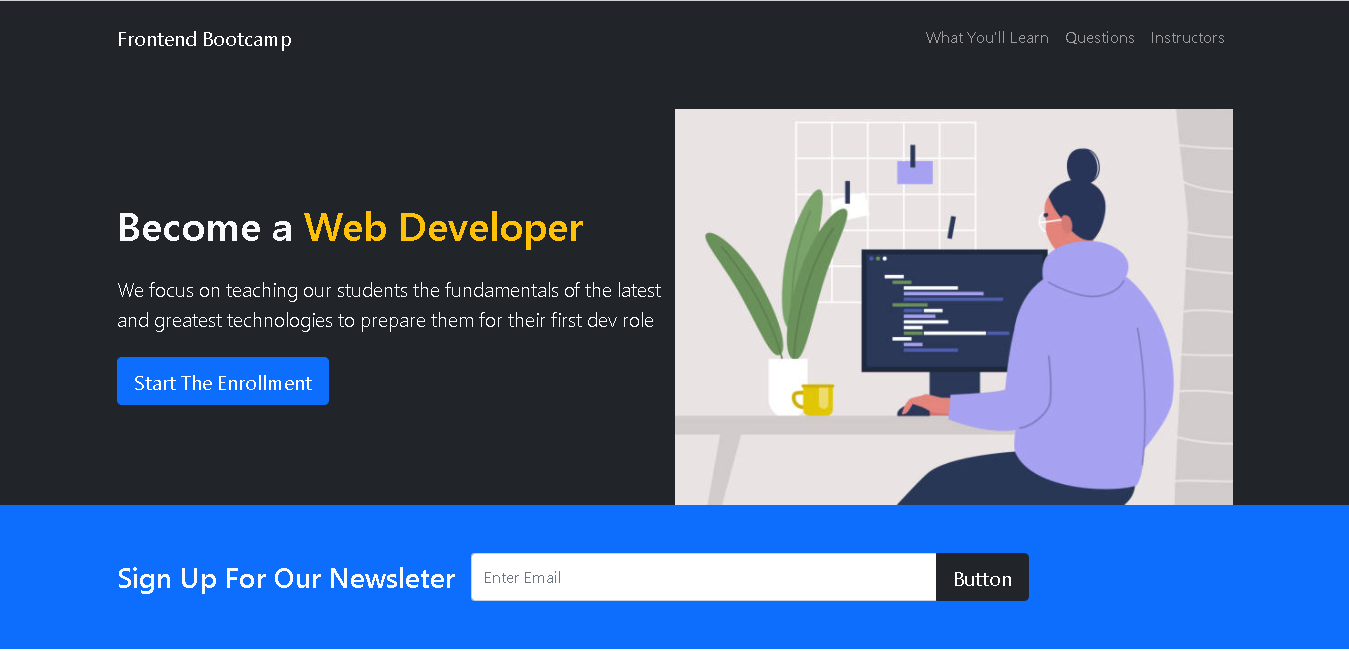 Frontend Bootcamp
What You'll Learn Questions Instructors
Become a Web Developer
We focus on teaching our students the fundamentals of the latest
and greatest technologies to prepare them for their first dev role
Start The Enrollment
Sign Up For Our Newsleter
Enter Email
Button